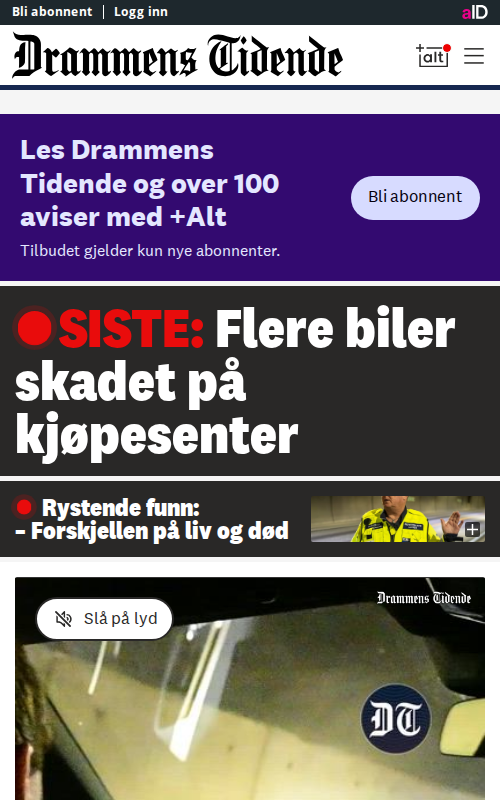 Bli abonnent | Logg inn
aID
Drammens Tidende
+alt
Les Drammens
Tidende og over 100
aviser med +Alt
Bli abonnent
Tilbudet gjelder kun nye abonnenter.
SISTE: Flere biler
skadet på
kjøpesenter
Rystende funn:
– Forskjellen på liv og død
Drammens Tidende
Slå på lyd
DT